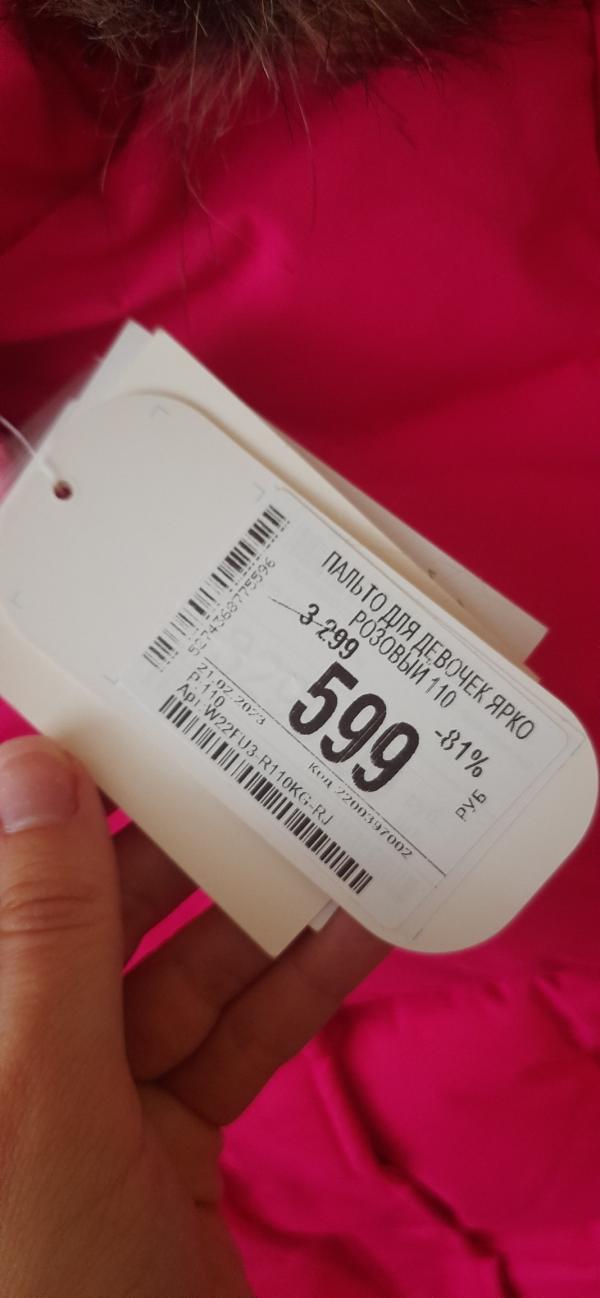 ПАЛЬТО ДЛЯ ДЕВОЧЕК ЯРКО
РОЗОВЫЙ 110
3 299
599
-81%
РУБ
Код 2200397002
21.02.2023
Р-110
Арт-W22FU3-R110KG-RJ